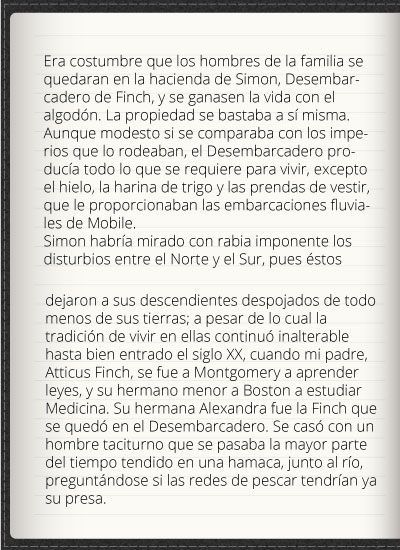 Era costumbre que los hombres de la familia se
quedaran en la hacienda de Simon, Desembar-
cadero de Finch, y se ganasen la vida con el
algodón. La propiedad se bastaba a sí misma.
Aunque modesto si se comparaba con los impe-
rios que lo rodeaban, el Desembarcadero pro-
ducía todo lo que se requiere para vivir, excepto
el hielo, la harina de trigo y las prendas de vestir,
que le proporcionaban las embarcaciones fluvia-
les de Mobile.
Simon habría mirado con rabia imponente los
disturbios entre el Norte y el Sur, pues éstos
dejaron a sus descendientes despojados de todo
menos de sus tierras; a pesar de lo cual la
tradición de vivir en ellas continuó inalterable
hasta bien entrado el siglo XX, cuando mi padre,
Atticus Finch, se fue a Montgomery a aprender
leyes, y su hermano menor a Boston a estudiar
Medicina. Su hermana Alexandra fue la Finch que
se quedó en el Desembarcadero. Se casó con un
hombre taciturno que se pasaba la mayor parte
del tiempo tendido en una hamaca, junto al río,
preguntándose si las redes de pescar tendrían ya
su presa.